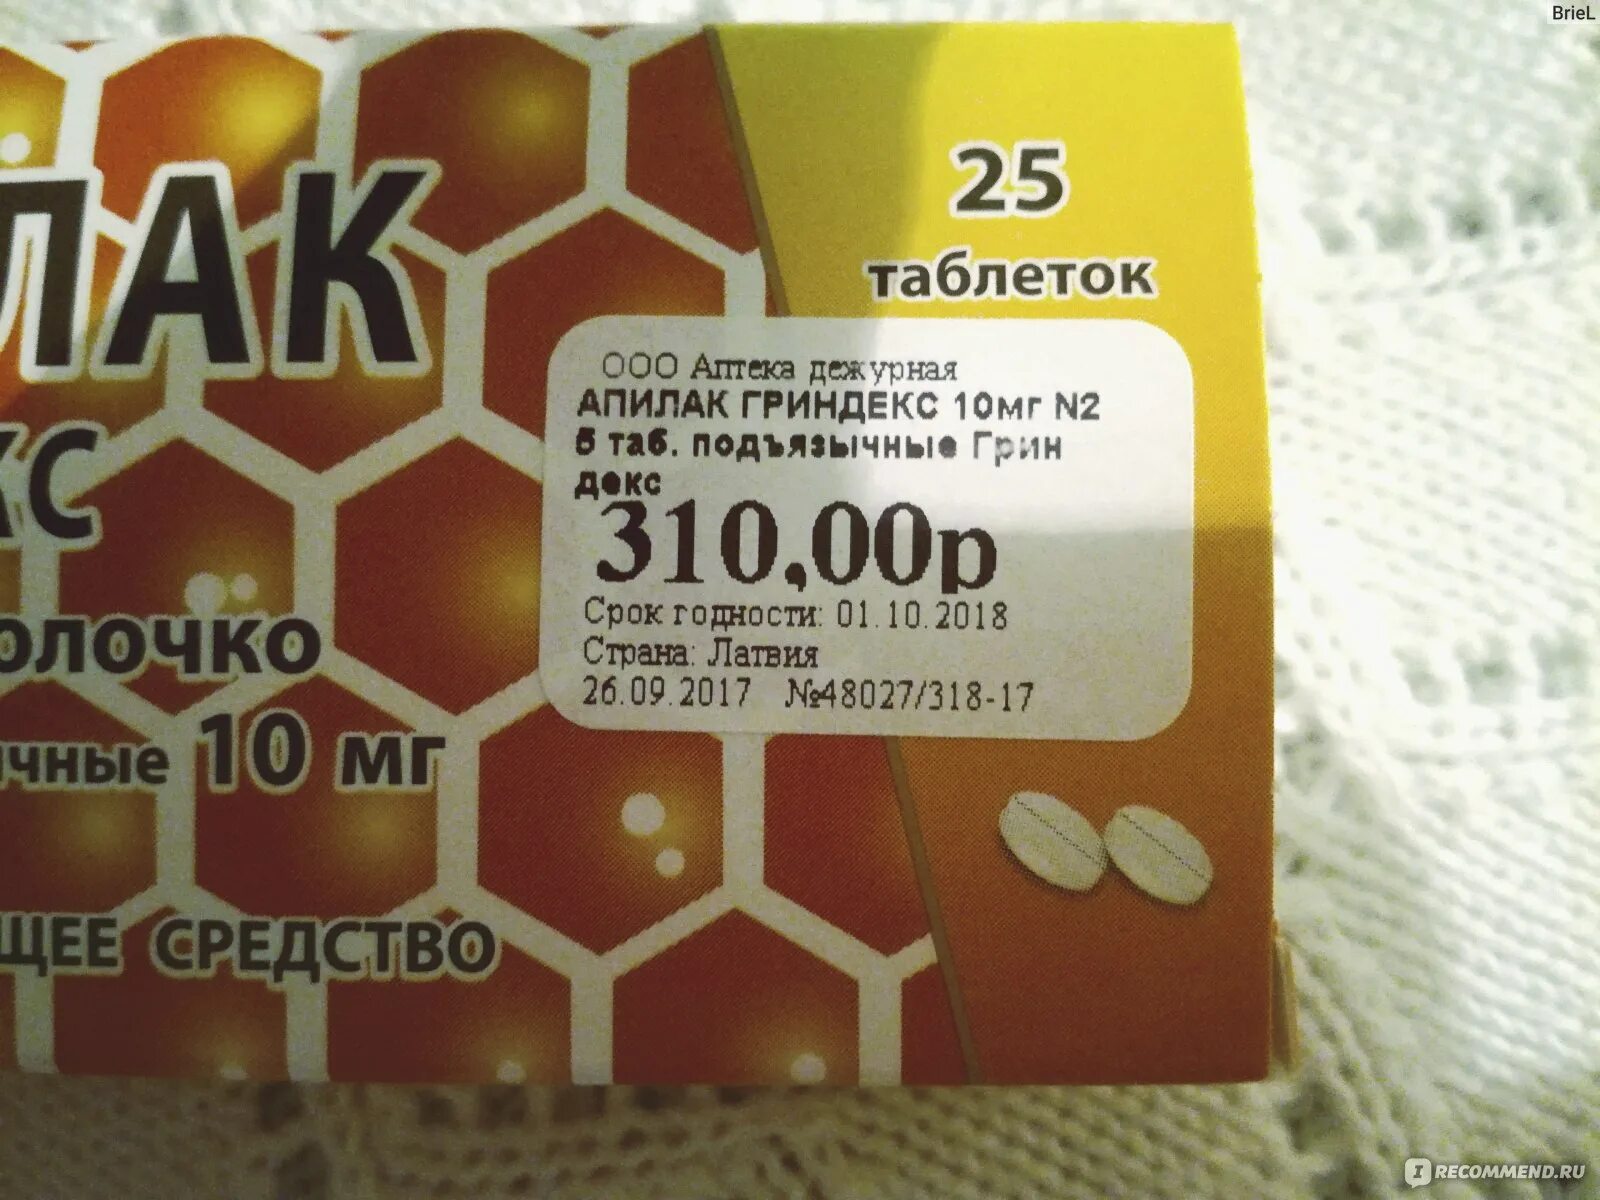 BrieL
25
таблеток
ЛАК
КС
ООО Аптека дежурная
АПИЛАК ГРИНДЕКС 10мг N2
5 таб. подъязычные Грин
декс
310,00р
Срок годности: 01.10.2018
Страна: Латвия
26.09.2017 №48027/318-17
олочко
чные 10 мг
ЩЕЕ СРЕДСТВО
IRECOMMEND.RU